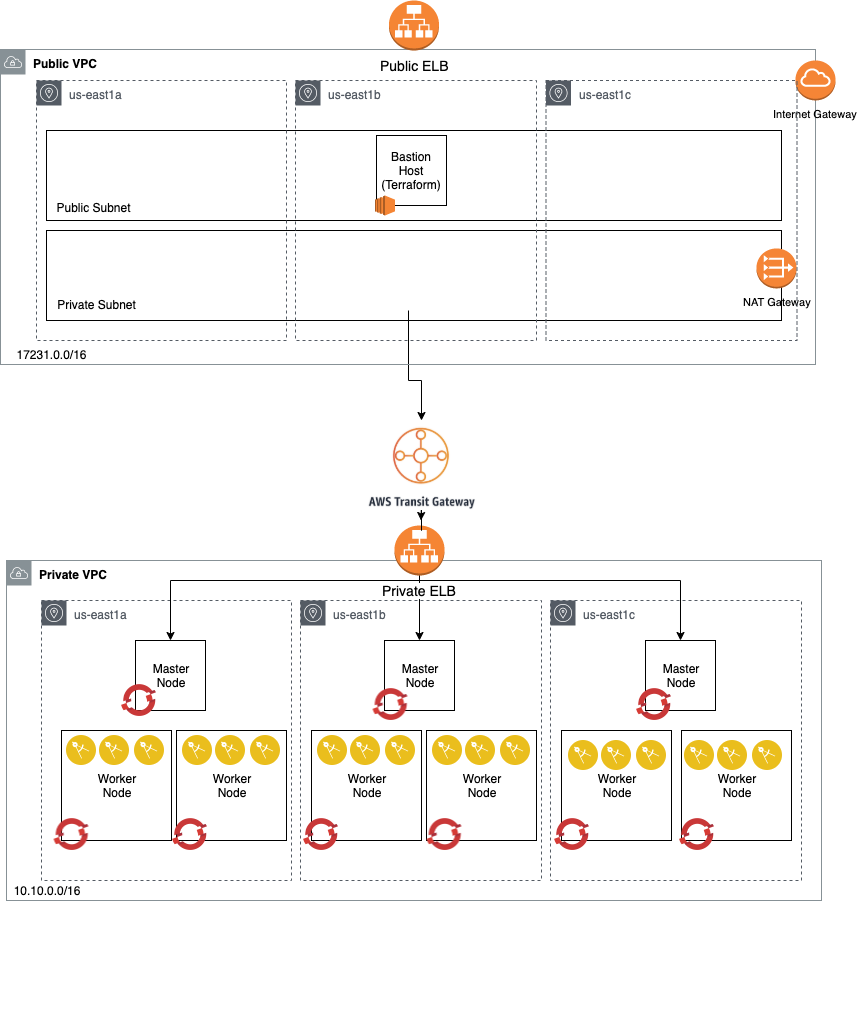 Public VPC
Public ELB
us-east1a
us-east1b
us-east1c
Internet Gateway
Bastion
Host
(Terraform)
Public Subnet
Private Subnet
NAT Gateway
17231.0.0/16
AWS Transit Gateway
Private VPC
Private ELB
us-east1a
us-east1b
us-east1c
Master
Node
Master
Node
Master
Node
Worker
Node
Worker
Node
Worker
Node
Worker
Node
Worker
Node
Worker
Node
10.10.0.0/16